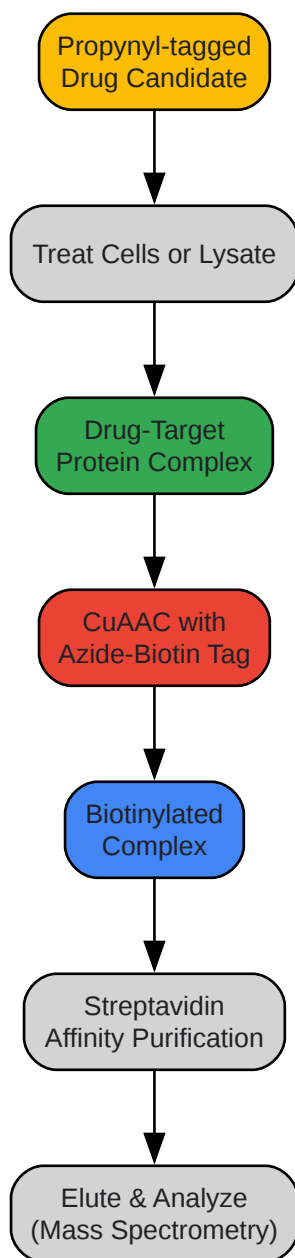 Propynyl-tagged
Drug Candidate
Treat Cells or Lysate
Drug-Target
Protein Complex
CuAAC with
Azide-Biotin Tag
Biotinylated
Complex
Streptavidin
Affinity Purification
Elute & Analyze
(Mass Spectrometry)